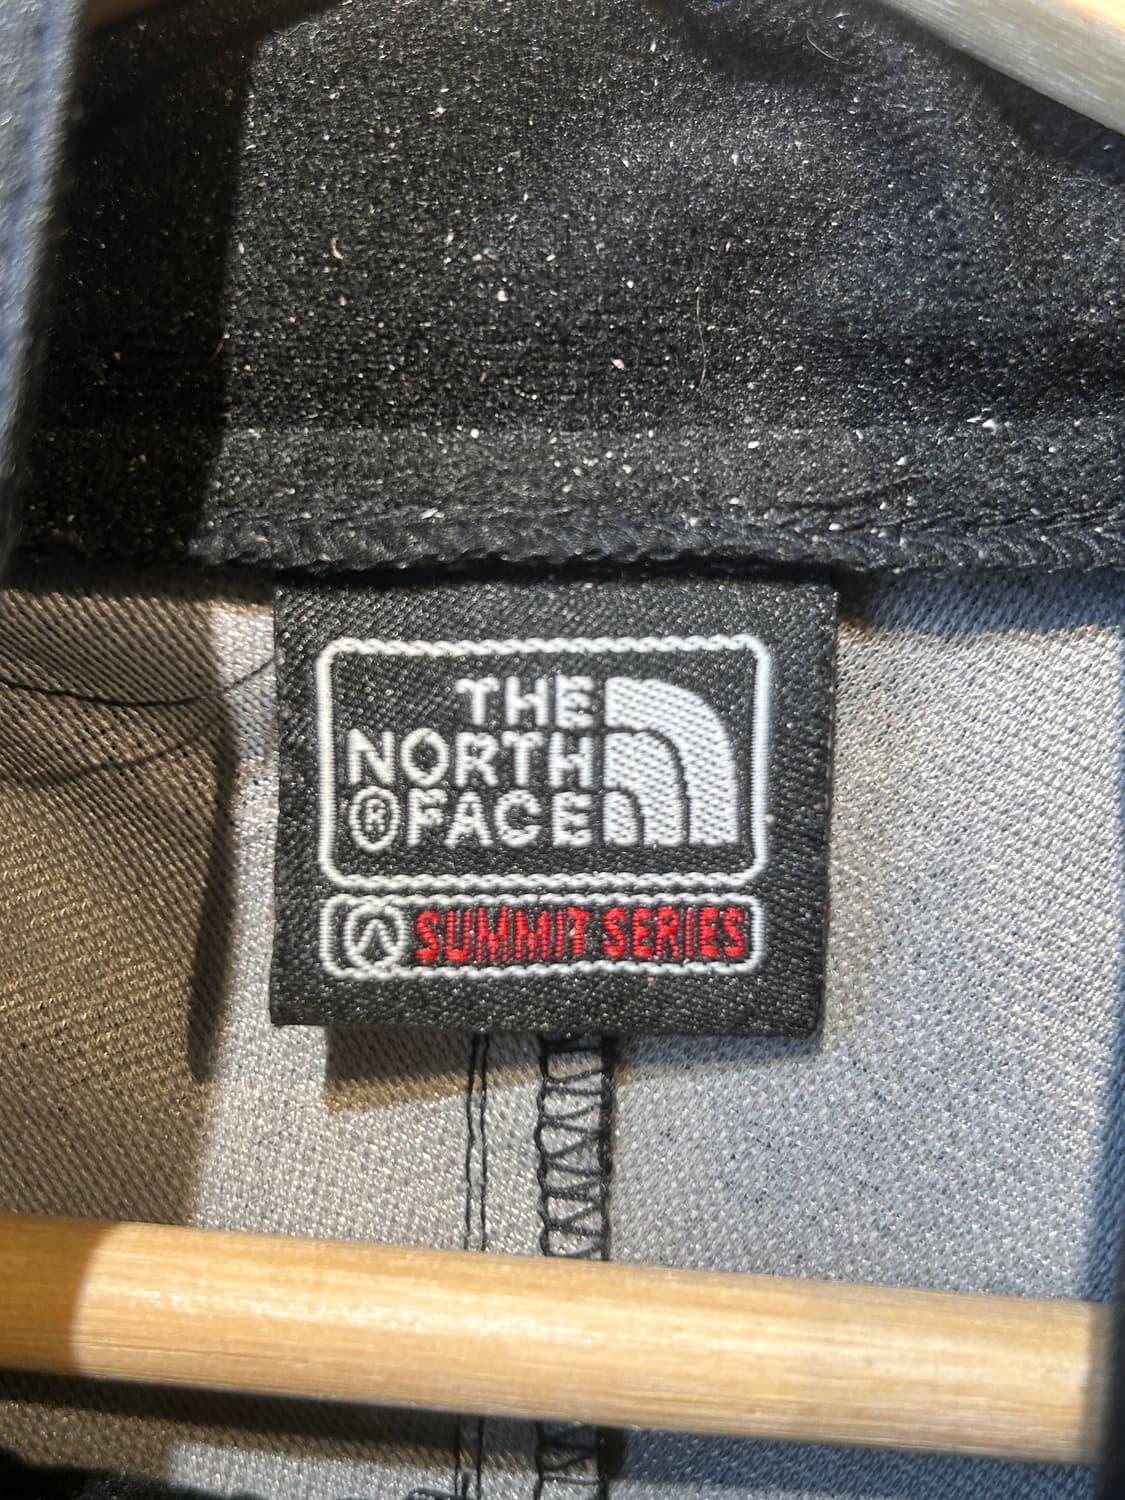 THE
NORTH
®FACE
SUMMIT SERIES